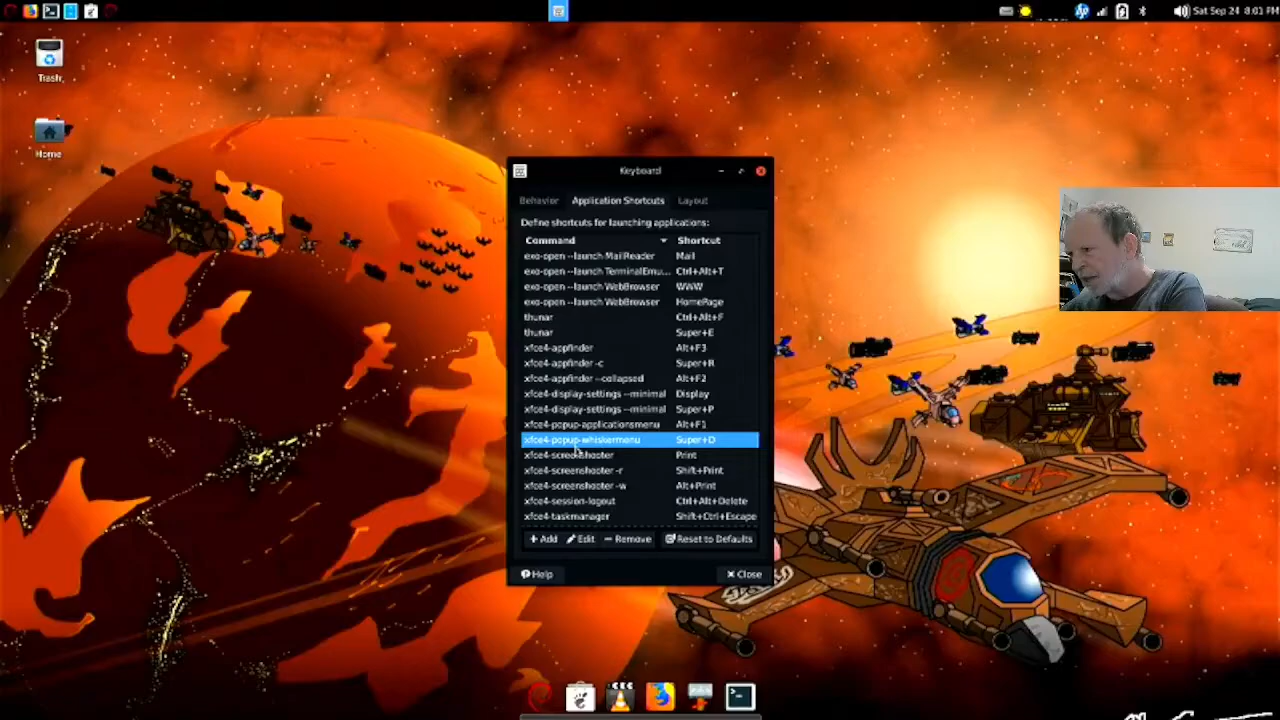 Sat Sep 24 8:01 PM
Trash
Home
Keyboard
Behavior Application Shortcuts Layout
Define shortcuts for launching applications:
Command Shortcut
exo-open --launch MailReader Mail
exo-open --launch TerminalEmu... Ctrl+Alt+T
exo-open --launch WebBrowser WWW
exo-open --launch WebBrowser HomePage
thunar Ctrl+Alt+F
thunar Super+E
xfce4-appfinder Alt+F3
xfce4-appfinder -c Super+R
xfce4-appfinder --collapsed Alt+F2
xfce4-display-settings --minimal Display
xfce4-display-settings --minimal Super+P
xfce4-popup-applicationsmenu Alt+F1
xfce4-popup-whiskermenu Super+D
xfce4-screenshooter Print
xfce4-screenshooter -r Shift+Print
xfce4-screenshooter -w Alt+Print
xfce4-session-logout Ctrl+Alt+Delete
xfce4-taskmanager Shift+Ctrl+Escape
Add Edit Remove Reset to Defaults
Help Close